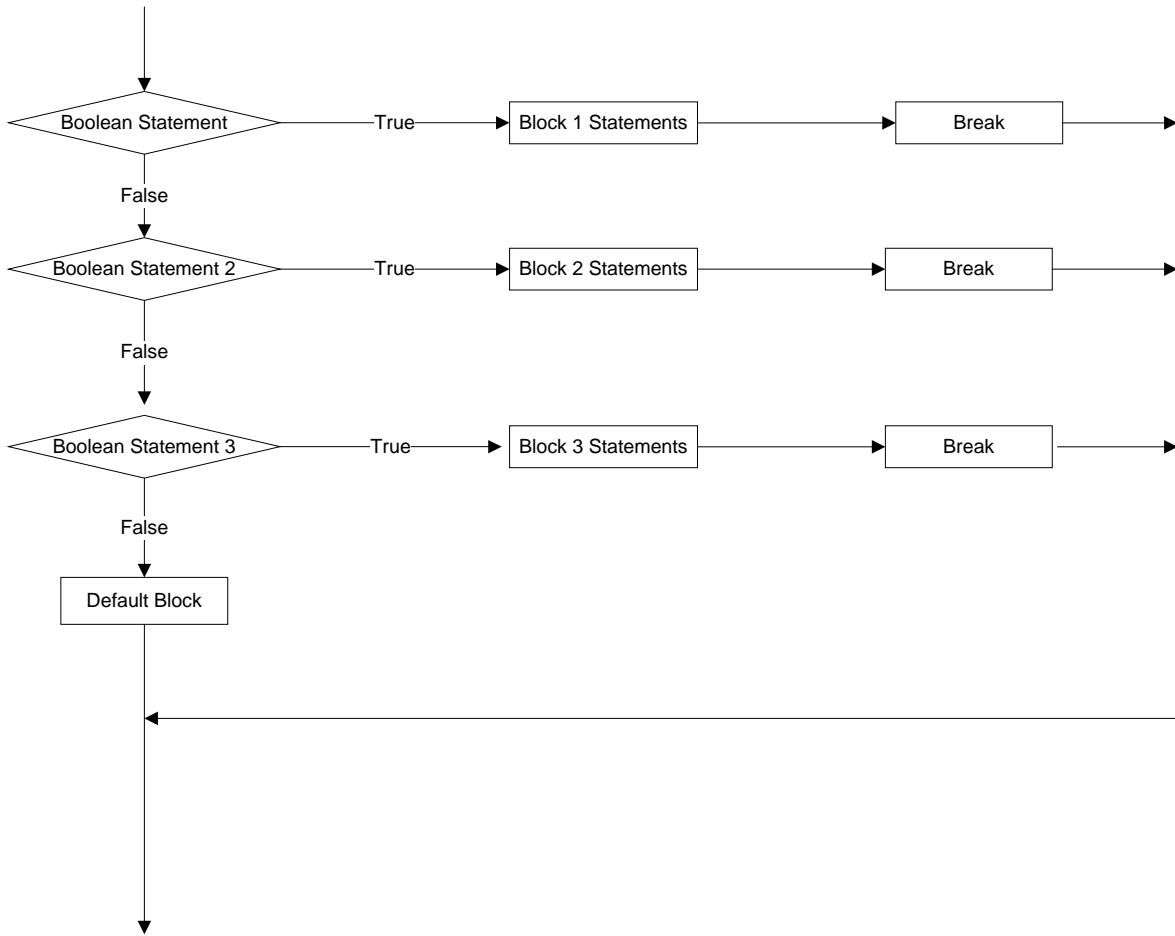 Boolean Statement
True
Block 1 Statements
Break
False
Boolean Statement 2
True
Block 2 Statements
Break
False
Boolean Statement 3
True
Block 3 Statements
Break
False
Default Block